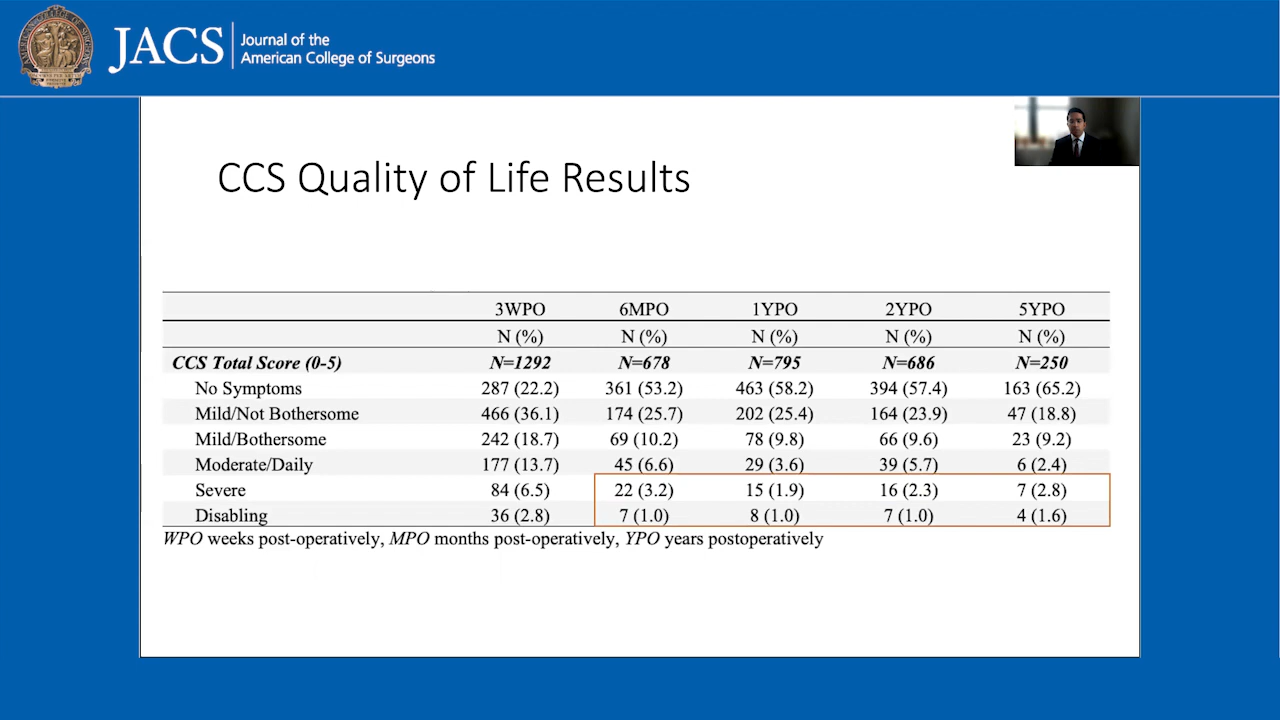 JACS
Journal of the
American College of Surgeons
CCS Quality of Life Results
3WPO 6MPO 1YPO 2YPO 5YPO
N (%) N (%) N (%) N (%) N (%)
CCS Total Score (0-5) N=1292 N=678 N=795 N=686 N=250
No Symptoms 287 (22.2) 361 (53.2) 463 (58.2) 394 (57.4) 163 (65.2)
Mild/Not Bothersome 466 (36.1) 174 (25.7) 202 (25.4) 164 (23.9) 47 (18.8)
Mild/Bothersome 242 (18.7) 69 (10.2) 78 (9.8) 66 (9.6) 23 (9.2)
Moderate/Daily 177 (13.7) 45 (6.6) 29 (3.6) 39 (5.7) 6 (2.4)
Severe 84 (6.5) 22 (3.2) 15 (1.9) 16 (2.3) 7 (2.8)
Disabling 36 (2.8) 7 (1.0) 8 (1.0) 7 (1.0) 4 (1.6)
WPO weeks post-operatively, MPO months post-operatively, YPO years postoperatively